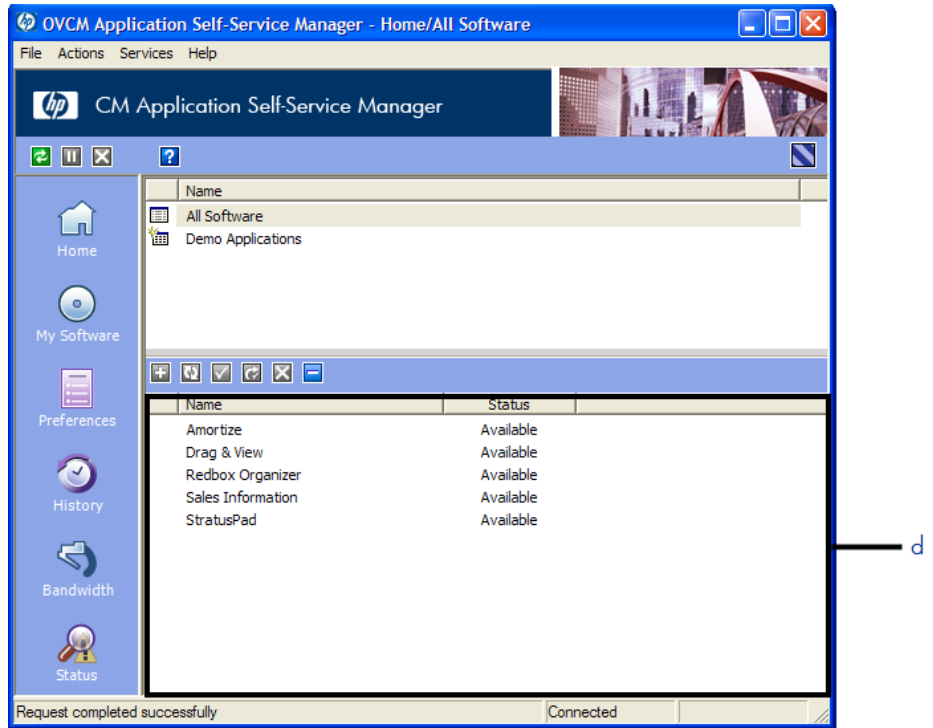 OVCM Application Self-Service Manager - Home/All Software
File Actions Services Help
hp CM Application Self-Service Manager
?
Name
All Software
Demo Applications
Home
My Software
Preferences
History
Bandwidth
Status
Name Status
Amortize Available
Drag & View Available
Redbox Organizer Available
Sales Information Available
StratusPad Available
d
Request completed successfully Connected